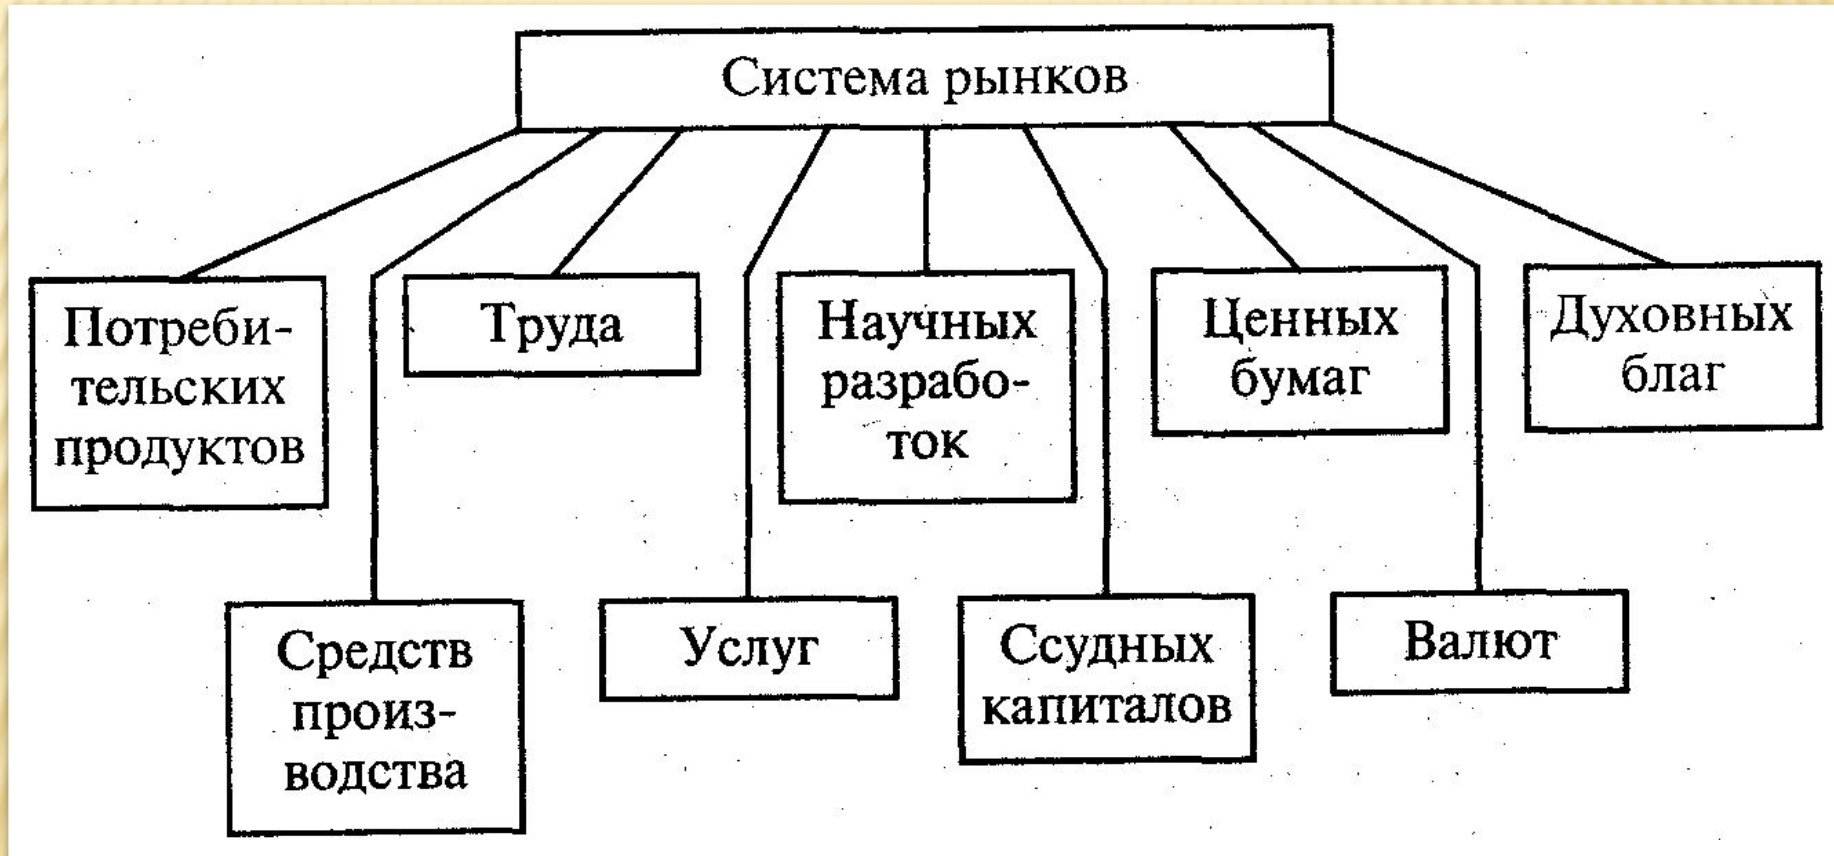 Система рынков
Потреби-
тельских
продуктов
Труда
Научных
разрабо-
ток
Ценных
бумаг
Духовных
благ
Средств
произ-
водства
Услуг
Ссудных
капиталов
Валют